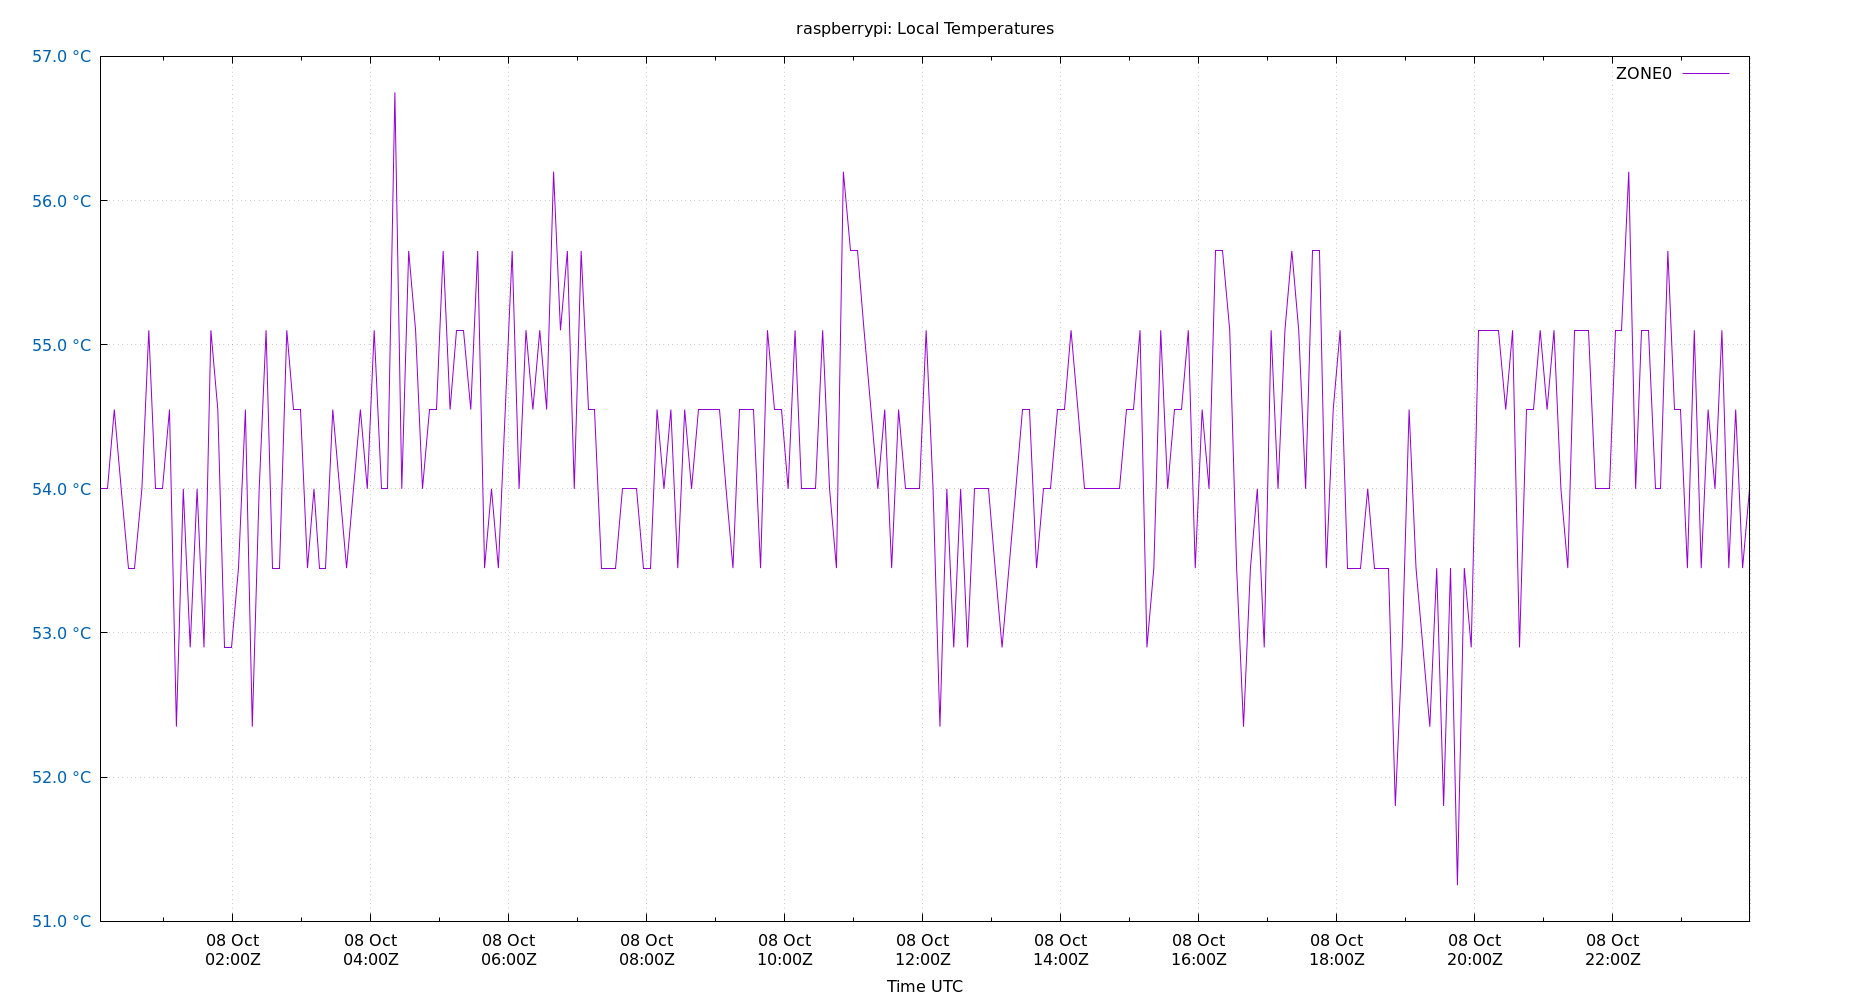 raspberrypi: Local Temperatures
57.0 °C
ZONE0
56.0 °C
55.0 °C
54.0 °C
53.0 °C
52.0 °C
51.0 °C
08 Oct 08 Oct 08 Oct 08 Oct 08 Oct 08 Oct 08 Oct 08 Oct 08 Oct 08 Oct 08 Oct
02:00Z 04:00Z 06:00Z 08:00Z 10:00Z 12:00Z 14:00Z 16:00Z 18:00Z 20:00Z 22:00Z
Time UTC